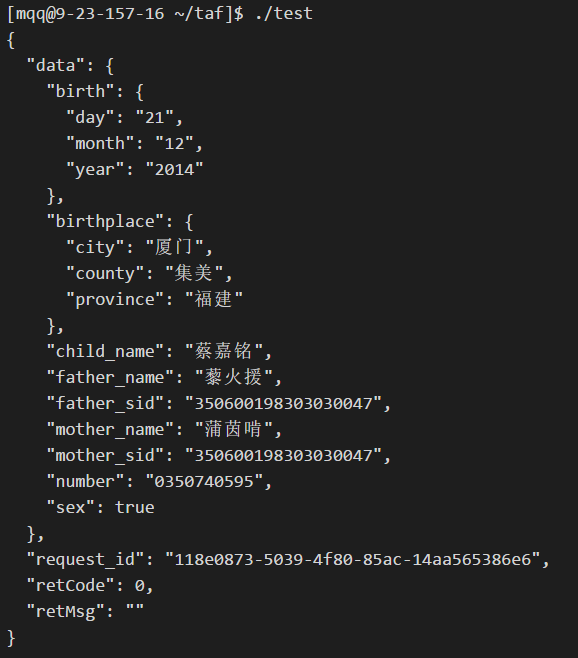 [mqq@9-23-157-16 ~/taf]$ ./test
{
  "data": {
    "birth": {
      "day": "21",
      "month": "12",
      "year": "2014"
    },
    "birthplace": {
      "city": "厦门",
      "county": "集美",
      "province": "福建"
    },
    "child_name": "蔡嘉铭",
    "father_name": "藜火援",
    "father_sid": "350600198303030047",
    "mother_name": "蒲茵啃",
    "mother_sid": "350600198303030047",
    "number": "0350740595",
    "sex": true
  },
  "request_id": "118e0873-5039-4f80-85ac-14aa565386e6",
  "retCode": 0,
  "retMsg": ""
}